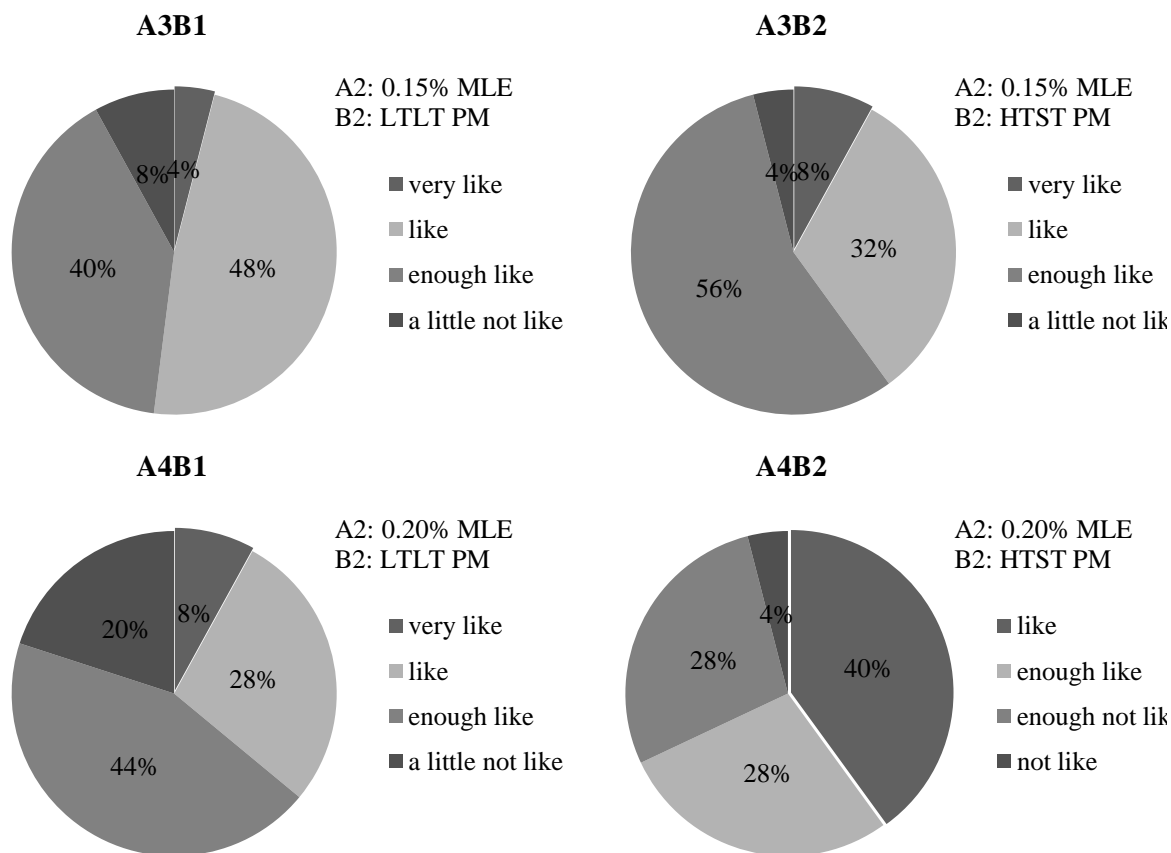 A3B1
A2: 0.15% MLE
B2: LTLT PM
8%
4%
40%
48%
very like
like
enough like
a little not like
A3B2
A2: 0.15% MLE
B2: HTST PM
4%
8%
32%
56%
very like
like
enough like
a little not lik
A4B1
A2: 0.20% MLE
B2: LTLT PM
8%
20%
28%
44%
very like
like
enough like
a little not like
A4B2
A2: 0.20% MLE
B2: HTST PM
4%
28%
40%
28%
like
enough like
enough not lik
not like